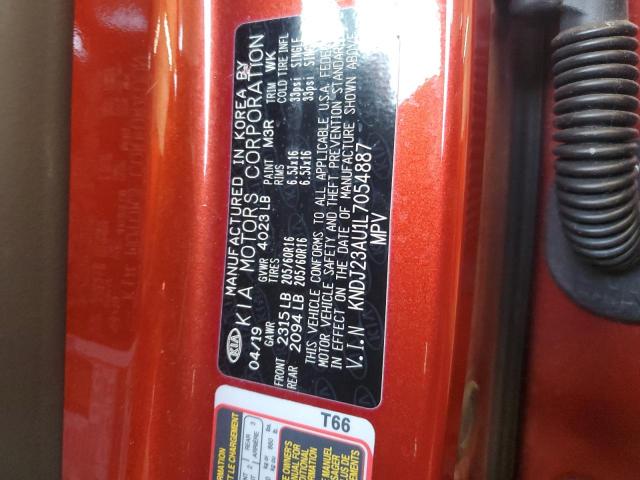 KIA
MANUFACTURED IN KOREA BY
KIA MOTORS CORPORATION
04/19 GVWR 4023 LB PAINT M3R TRIM WK
GAWR TIRES RIMS COLD TIRE INFL
FRONT 2315 LB 205/60R16 6.5Jx16 33psi SINGLE
REAR 2094 LB 205/60R16 6.5Jx16 33psi
THIS VEHICLE CONFORMS TO ALL APPLICABLE U.S.A. FEDERAL
MOTOR VEHICLE SAFETY AND THEFT PREVENTION STANDARDS
IN EFFECT ON THE DATE OF MANUFACTURE SHOWN ABOVE
V.I.N KNDJ23AU1L7054887
MPV
T66